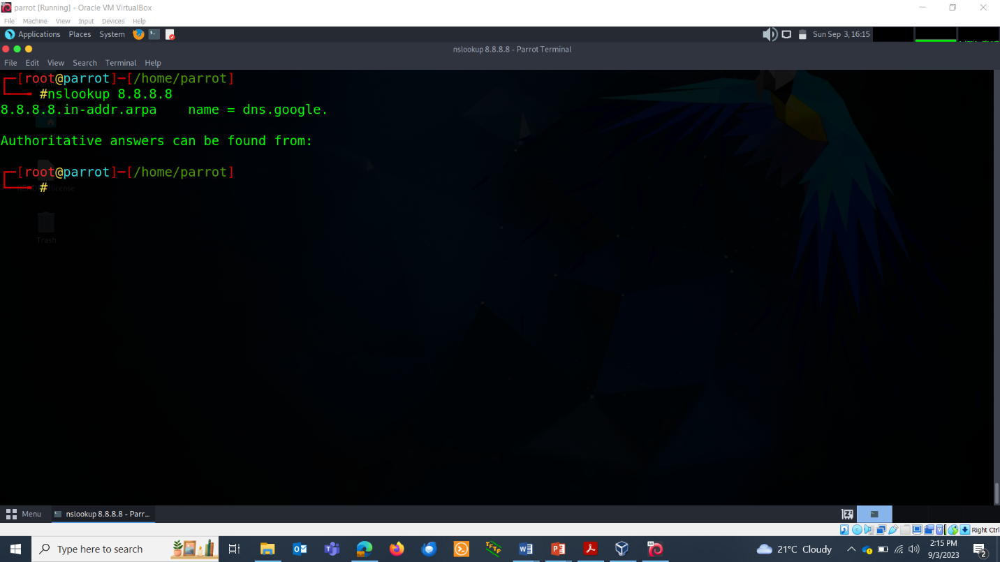 parrot [Running] - Oracle VM VirtualBox
File Machine View Input Devices Help
Applications Places System Sun Sep 3, 16:15
nslookup 8.8.8.8 - Parrot Terminal
File Edit View Search Terminal Help
┌─[root@parrot]─[/home/parrot]
└──╼ #nslookup 8.8.8.8
8.8.8.8.in-addr.arpa name = dns.google.
Authoritative answers can be found from:
┌─[root@parrot]─[/home/parrot]
└──╼ #
Trash
Menu nslookup 8.8.8.8 - Parr...
Right Ctrl
Type here to search 21°C Cloudy 2:15 PM
9/3/2023 2